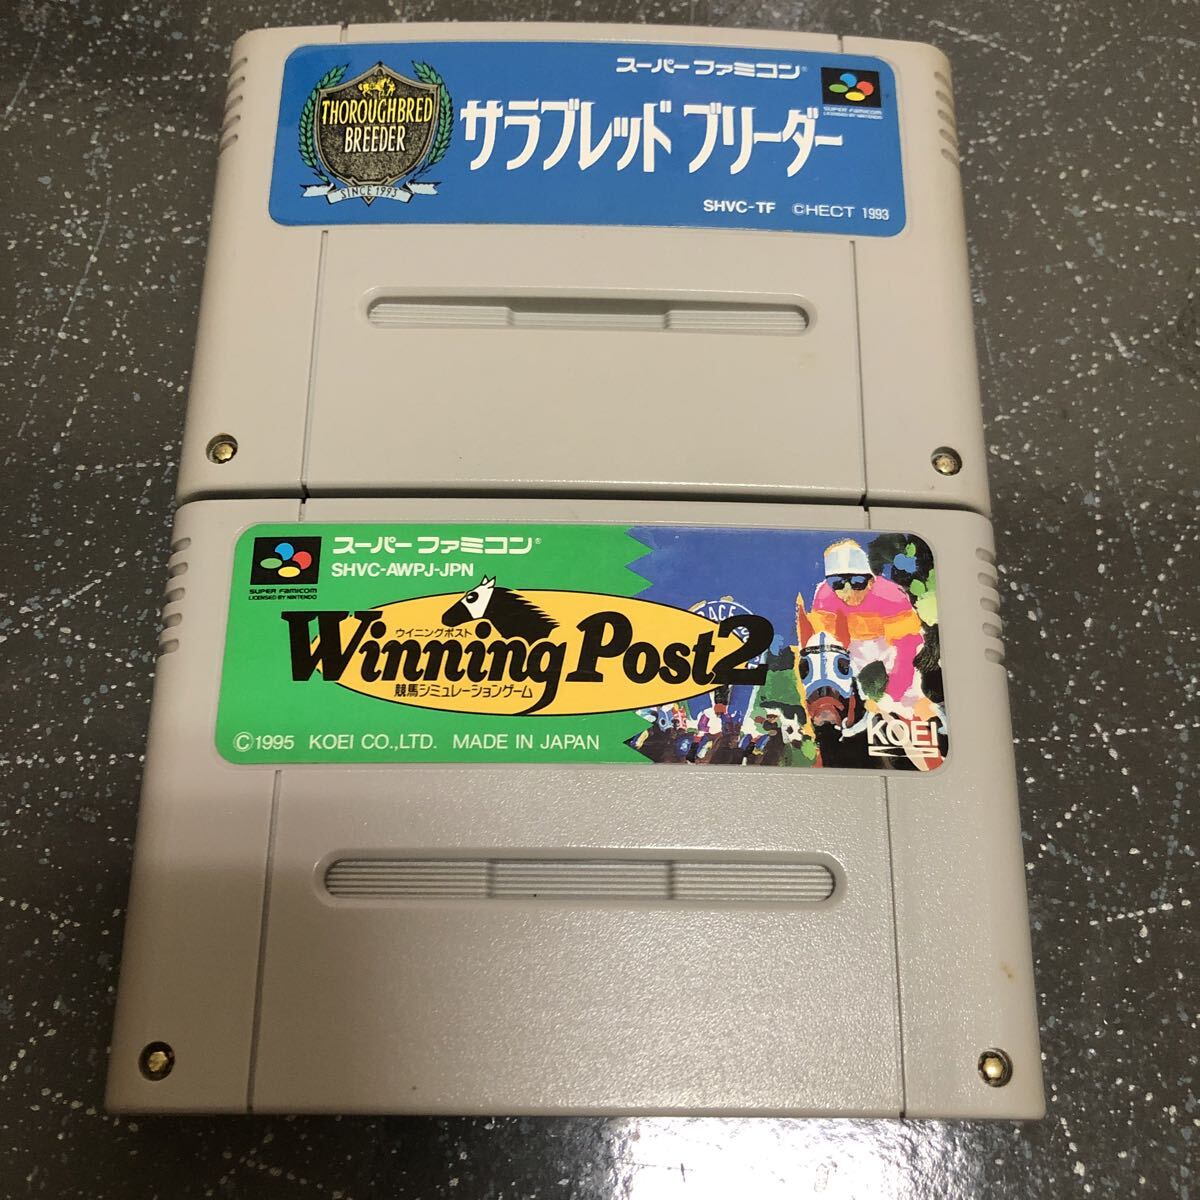 THOROUGHBRED
BREEDER
SINCE 1993
スーパーファミコン®
サラブレッドブリーダー
SUPER FAMICOM
LICENSED BY NINTENDO
SHVC-TF ©HECT 1993
SUPER FAMICOM
LICENSED BY NINTENDO
スーパーファミコン®
SHVC-AWPJ-JPN
ウイニングポスト
Winning Post2
競馬シミュレーションゲーム
RACE
KOEI
©1995 KOEI CO.,LTD. MADE IN JAPAN